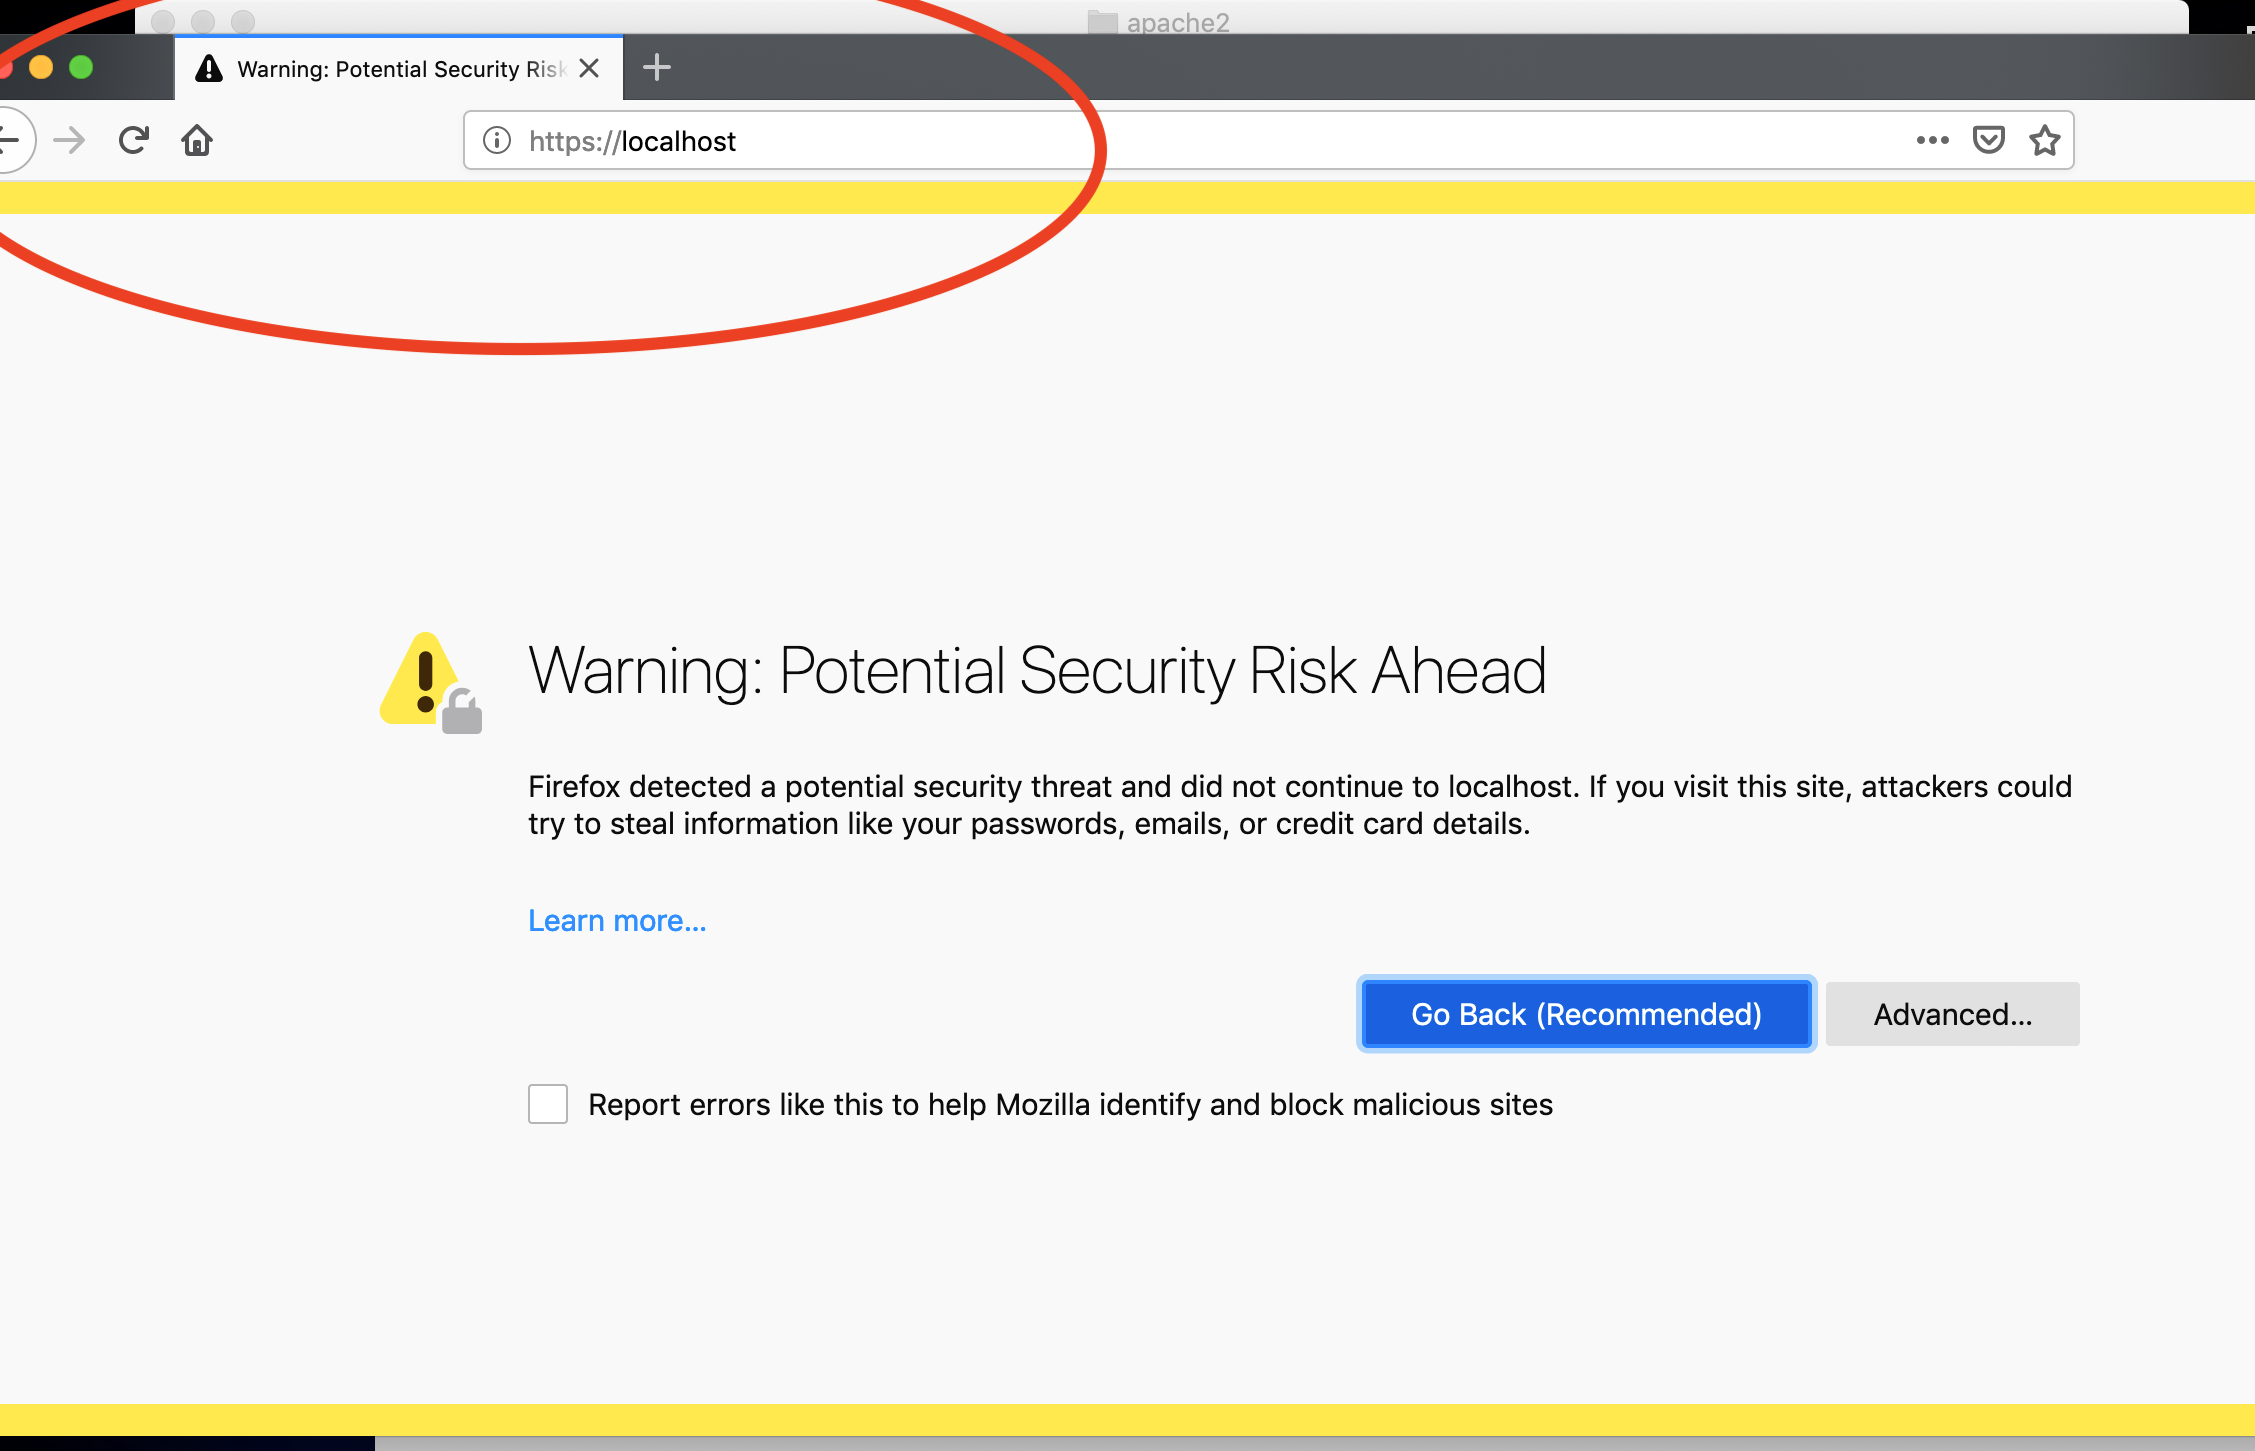 apache2
Warning: Potential Security Risk
https://localhost
Warning: Potential Security Risk Ahead
Firefox detected a potential security threat and did not continue to localhost. If you visit this site, attackers could
try to steal information like your passwords, emails, or credit card details.
Learn more...
Go Back (Recommended)
Advanced...
Report errors like this to help Mozilla identify and block malicious sites